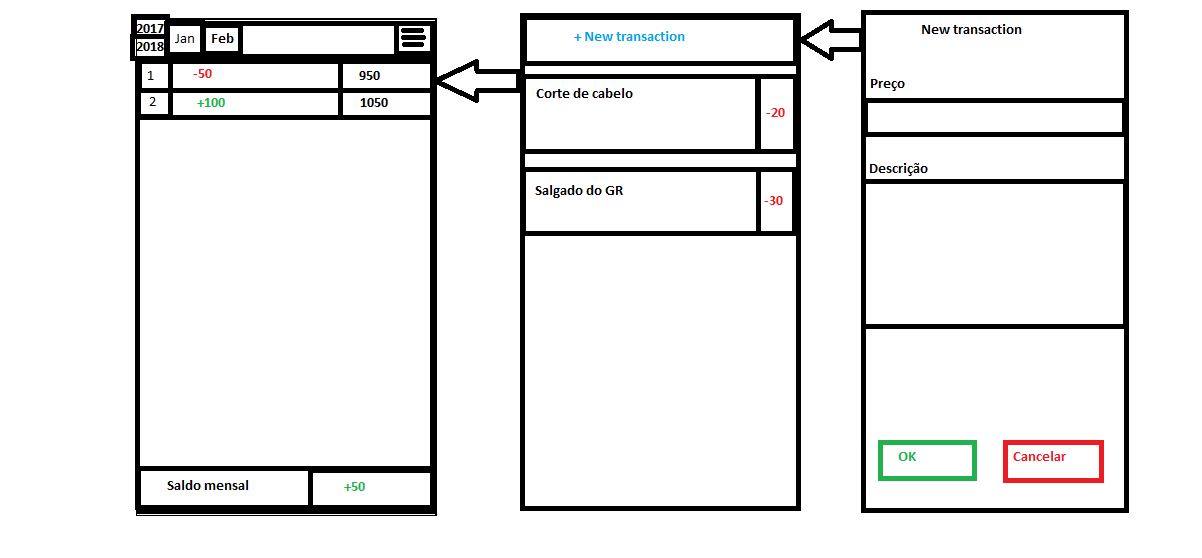 2017
2018
Jan
Feb
1
-50
950
2
+100
1050
Saldo mensal
+50
+ New transaction
Corte de cabelo
-20
Salgado do GR
-30
New transaction
Preço
Descrição
OK
Cancelar